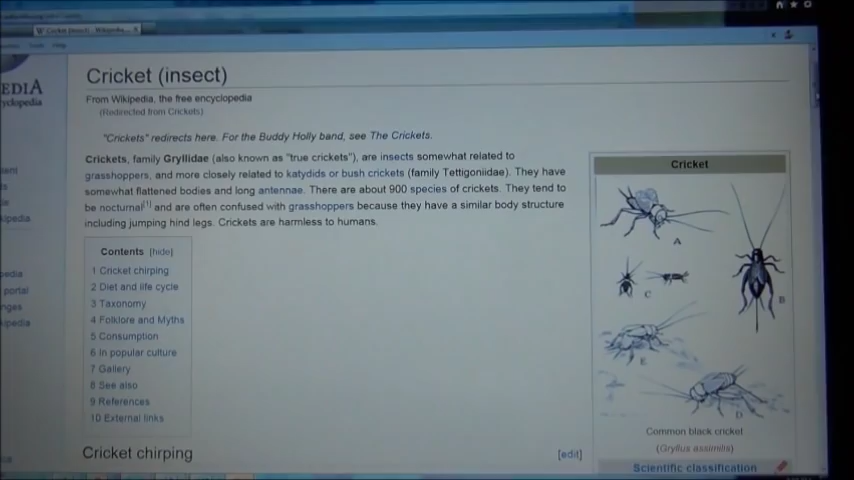 Cricket (insect) - Wikipedia,...
Help
EDIA
Cricket (insect)
From Wikipedia, the free encyclopedia
(Redirected from Crickets)
"Crickets" redirects here. For the Buddy Holly band, see The Crickets.
Crickets, family Gryllidae (also known as "true crickets"), are insects somewhat related to
grasshoppers, and more closely related to katydids or bush crickets (family Tettigoniidae). They have
somewhat flattened bodies and long antennae. There are about 900 species of crickets. They tend to
be nocturnal[1] and are often confused with grasshoppers because they have a similar body structure
including jumping hind legs. Crickets are harmless to humans.
Contents [hide]
1 Cricket chirping
2 Diet and life cycle
3 Taxonomy
4 Folklore and Myths
5 Consumption
6 In popular culture
7 Gallery
8 See also
9 References
10 External links
Cricket chirping
[edit]
Cricket
A
B
C
E
D
Common black cricket
(Gryllus assimilis)
Scientific classification
portal